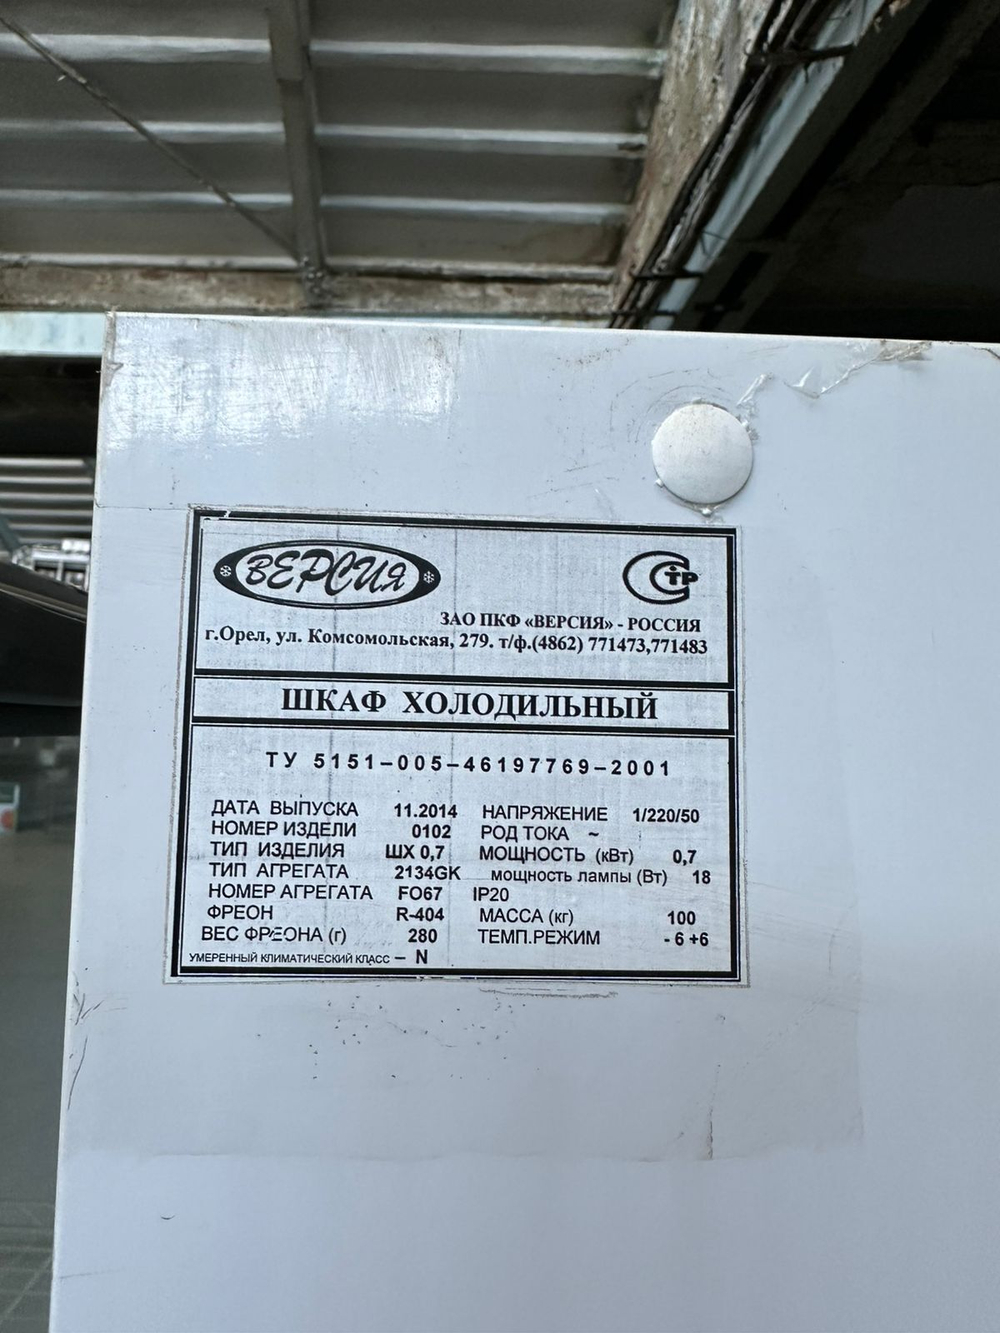 ВЕРСИЯ
СТР
ЗАО ПКФ «ВЕРСИЯ» - РОССИЯ
г.Орел, ул. Комсомольская, 279. т/ф.(4862) 771473,771483
ШКАФ ХОЛОДИЛЬНЫЙ
ТУ 5151-005-46197769-2001
ДАТА ВЫПУСКА 11.2014 НАПРЯЖЕНИЕ 1/220/50
НОМЕР ИЗДЕЛИ 0102 РОД ТОКА ~
ТИП ИЗДЕЛИЯ ШХ 0,7 МОЩНОСТЬ (кВт) 0,7
ТИП АГРЕГАТА 2134GK мощность лампы (Вт) 18
НОМЕР АГРЕГАТА FO67 IP20
ФРЕОН R-404 МАССА (кг) 100
ВЕС ФРЕОНА (г) 280 ТЕМП.РЕЖИМ - 6 +6
УМЕРЕННЫЙ КЛИМАТИЧЕСКИЙ КЛАСС – N